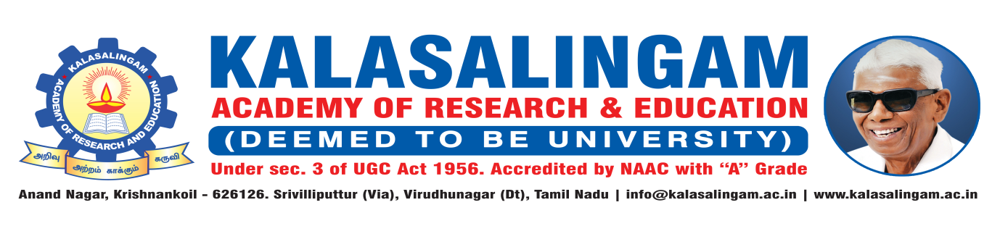 KALASALINGAM
ACADEMY OF RESEARCH AND EDUCATION
அறிவு
அற்றம் காக்கும்
கருவி
KALASALINGAM
ACADEMY OF RESEARCH & EDUCATION
(DEEMED TO BE UNIVERSITY)
Under sec. 3 of UGC Act 1956. Accredited by NAAC with “A” Grade
Anand Nagar, Krishnankoil - 626126. Srivilliputtur (Via), Virudhunagar (Dt), Tamil Nadu | info@kalasalingam.ac.in | www.kalasalingam.ac.in